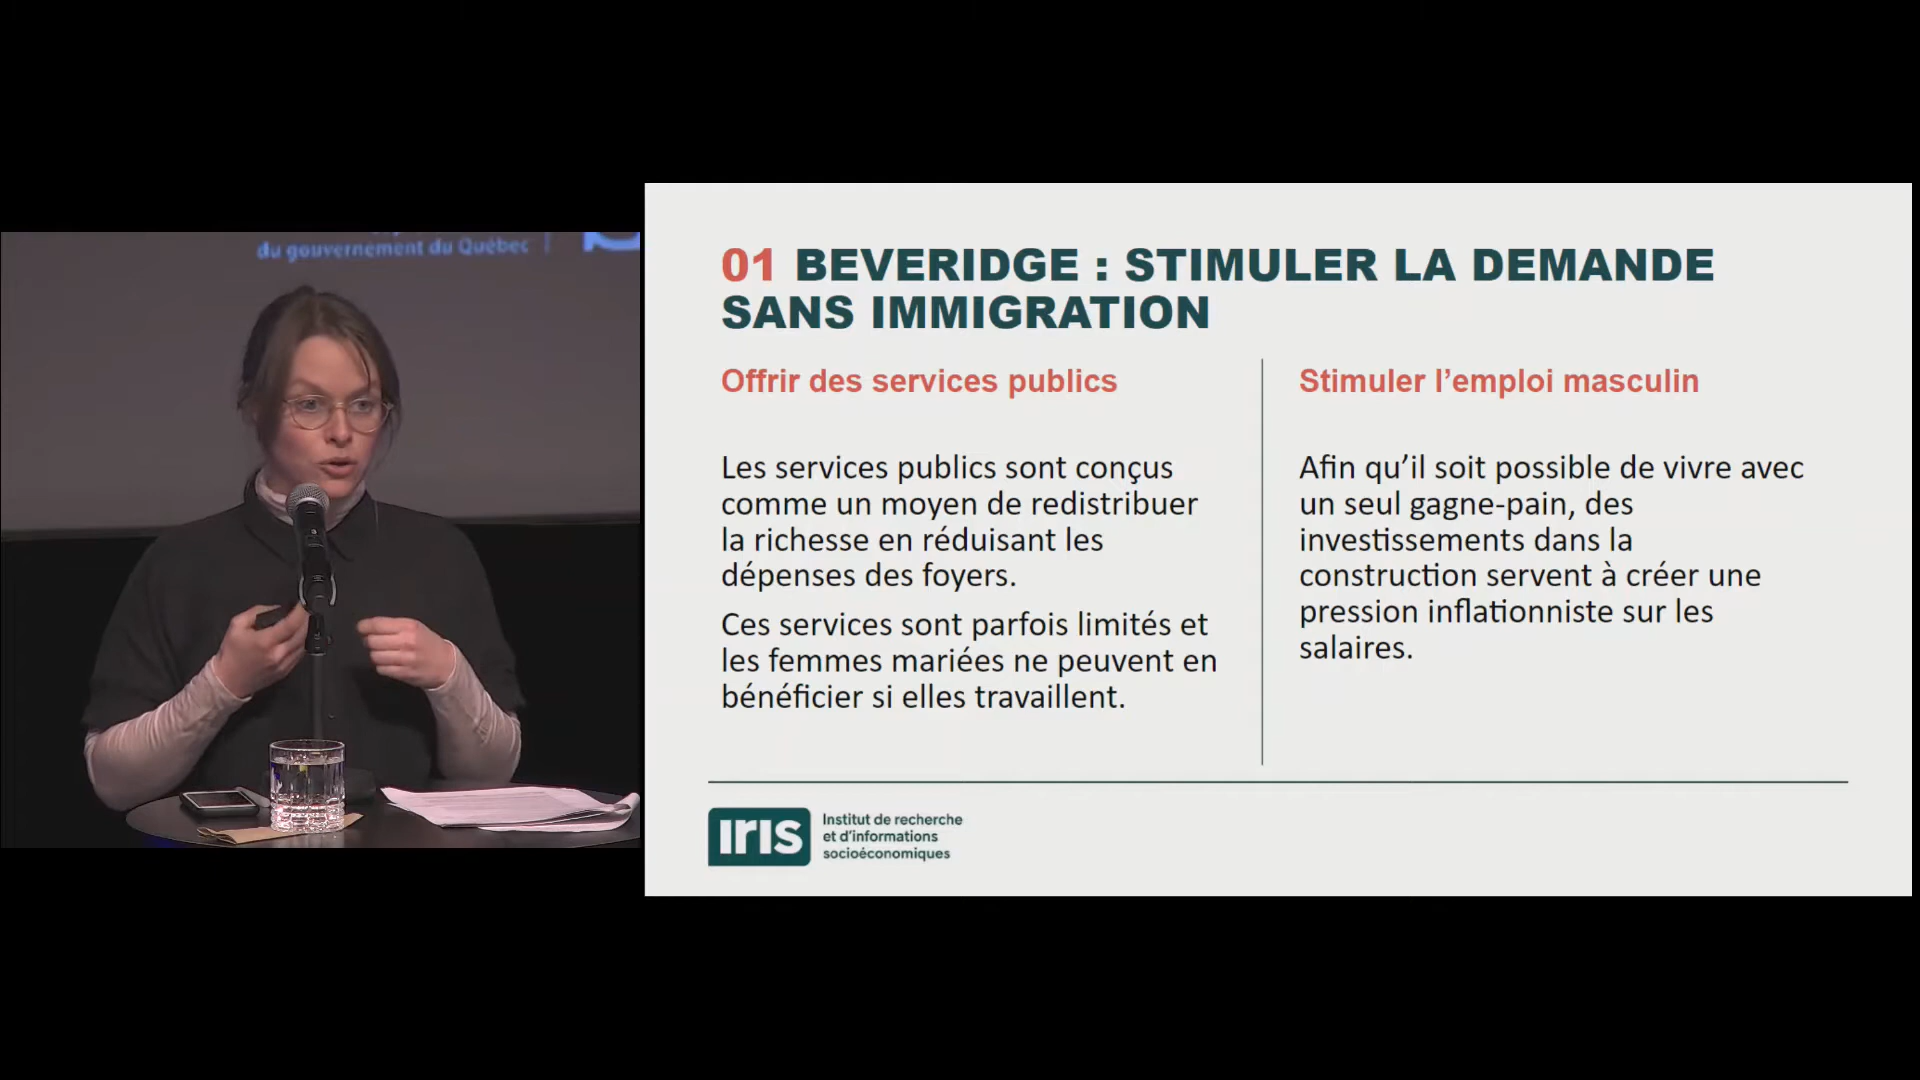 du gouvernement du Québec
01 BEVERIDGE : STIMULER LA DEMANDE
SANS IMMIGRATION
Offrir des services publics
Les services publics sont conçus
comme un moyen de redistribuer
la richesse en réduisant les
dépenses des foyers.
Ces services sont parfois limités et
les femmes mariées ne peuvent en
bénéficier si elles travaillent.
Stimuler l’emploi masculin
Afin qu’il soit possible de vivre avec
un seul gagne-pain, des
investissements dans la
construction servent à créer une
pression inflationniste sur les
salaires.
IRIS
Institut de recherche
et d’informations
socioéconomiques